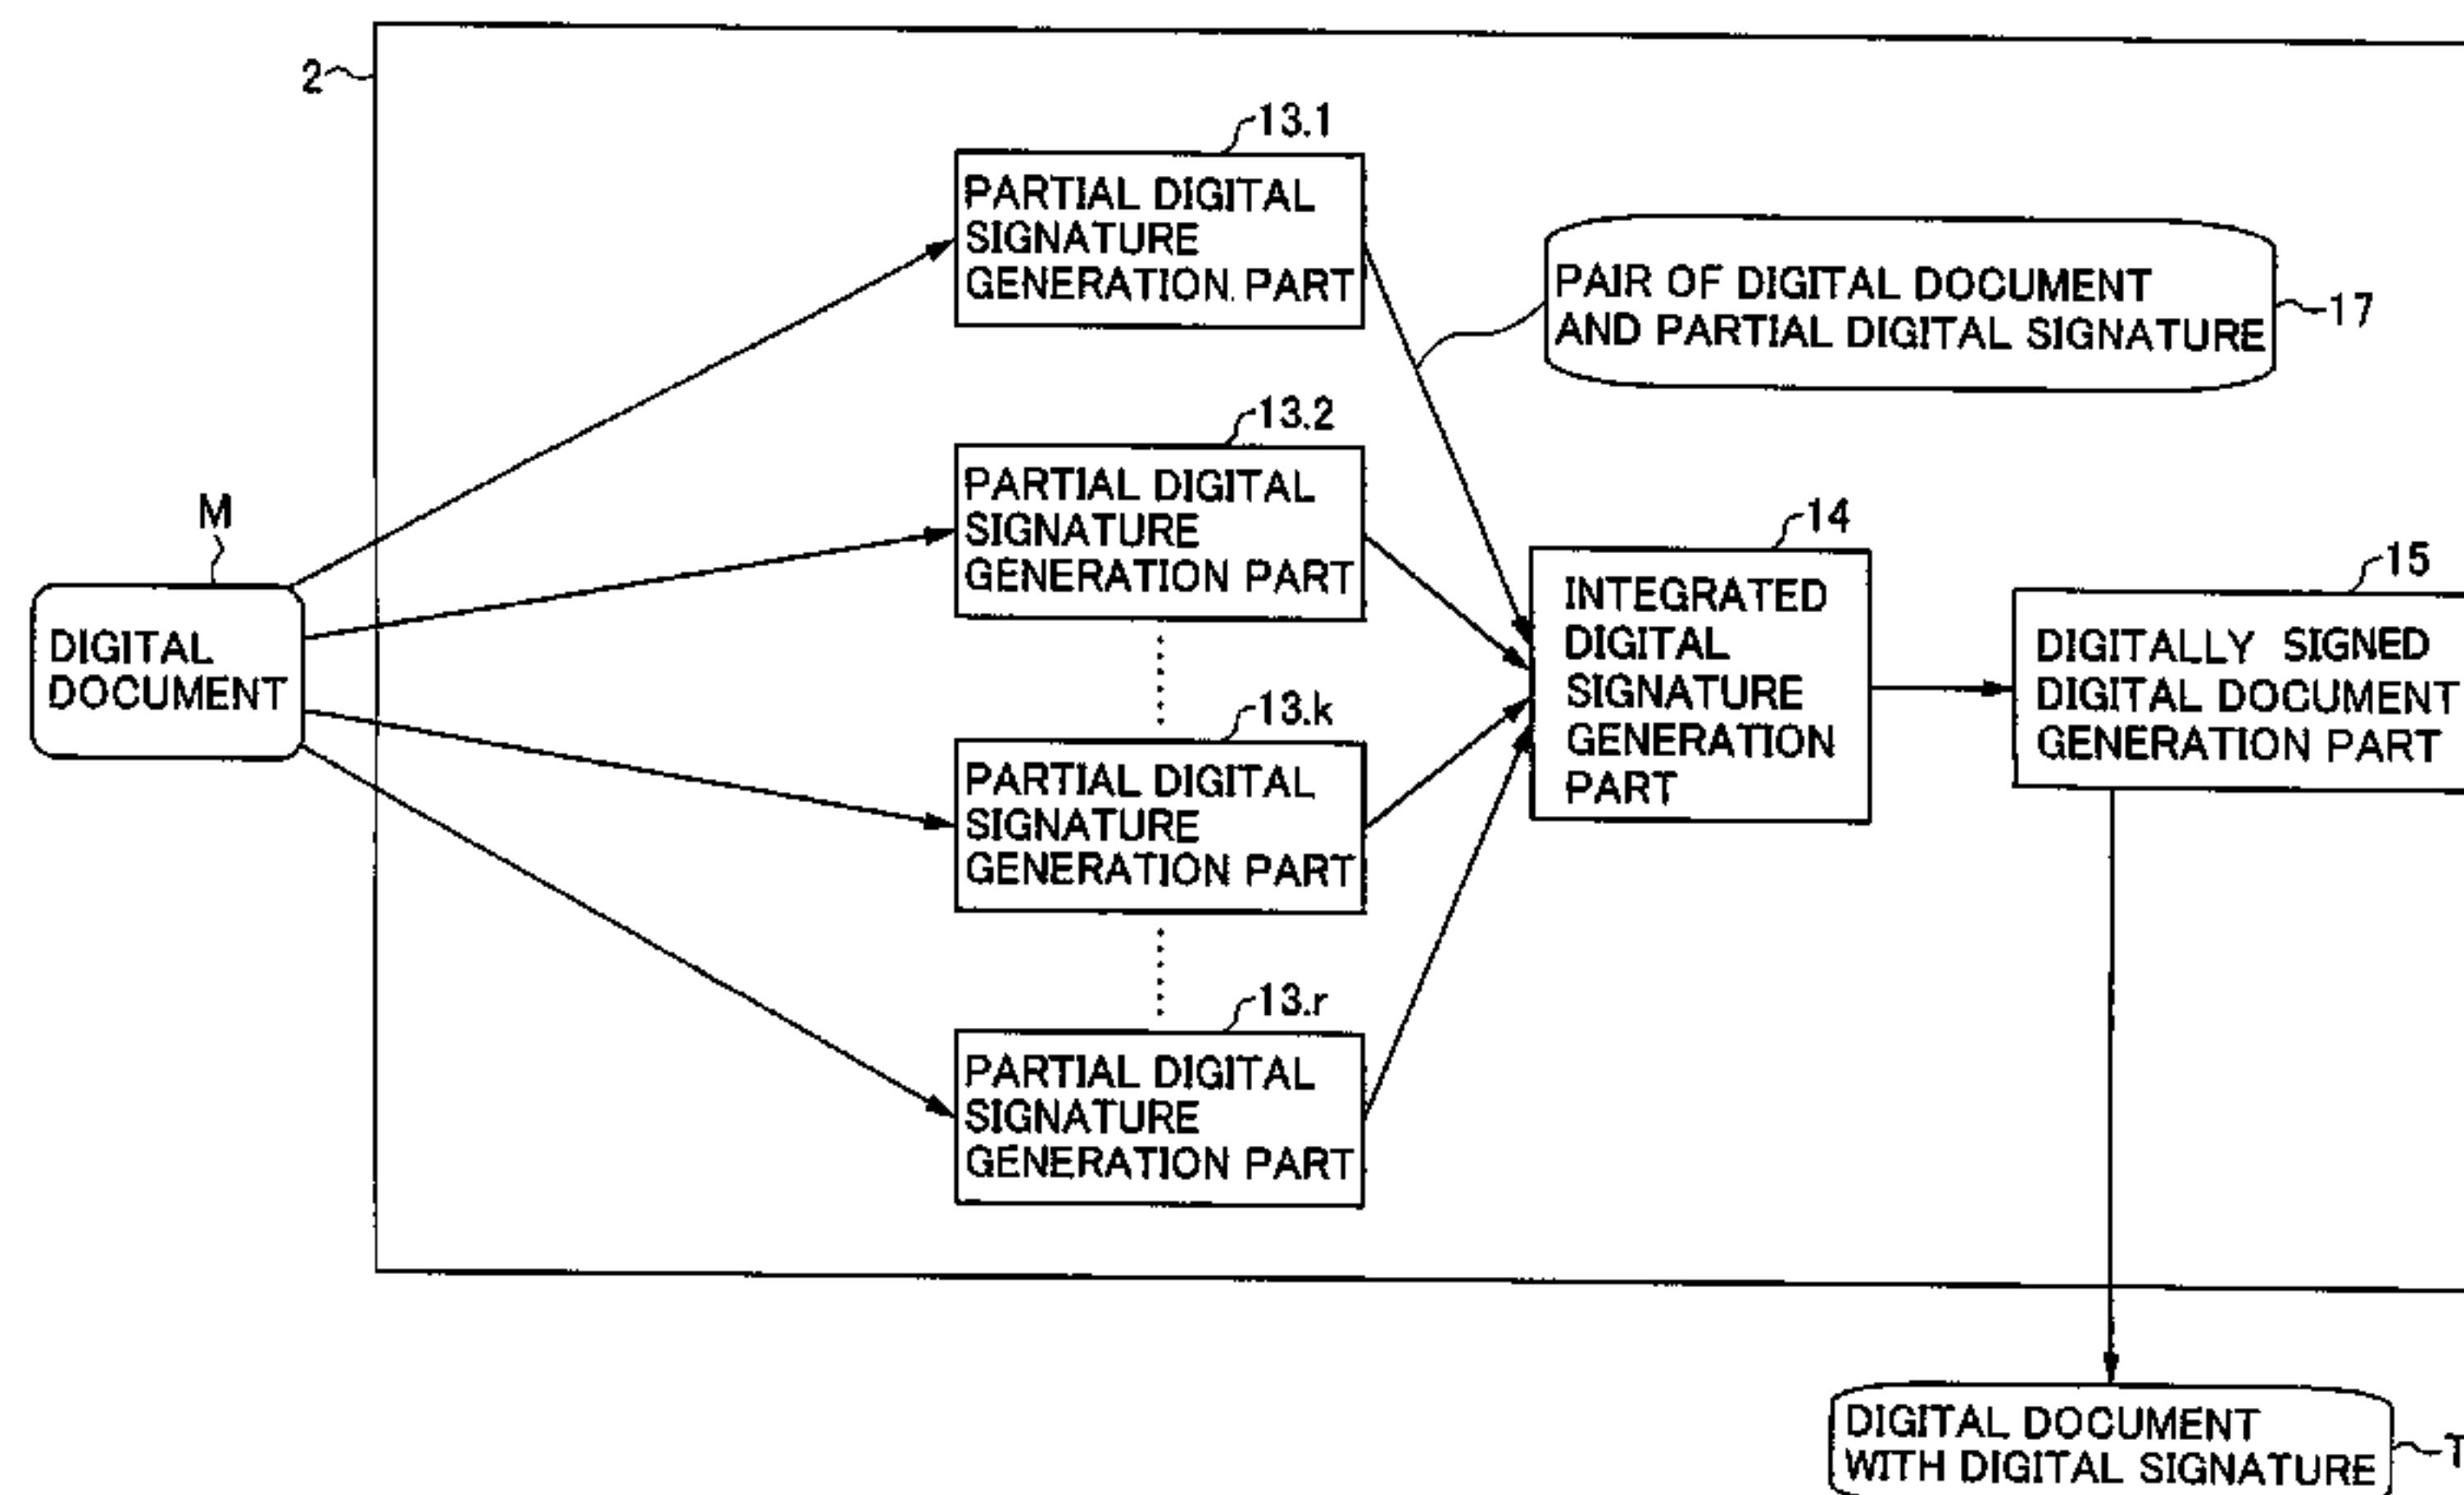 2
13.1
PARTIAL DIGITAL
SIGNATURE
GENERATION PART
PAIR OF DIGITAL DOCUMENT
AND PARTIAL DIGITAL SIGNATURE
17
13.2
PARTIAL DIGITAL
SIGNATURE
GENERATION PART
M
DIGITAL
DOCUMENT
14
INTEGRATED
DIGITAL
SIGNATURE
GENERATION
PART
15
DIGITALLY SIGNED
DIGITAL DOCUMENT
GENERATION PART
13.k
PARTIAL DIGITAL
SIGNATURE
GENERATION PART
13.r
PARTIAL DIGITAL
SIGNATURE
GENERATION PART
DIGITAL DOCUMENT
WITH DIGITAL SIGNATURE